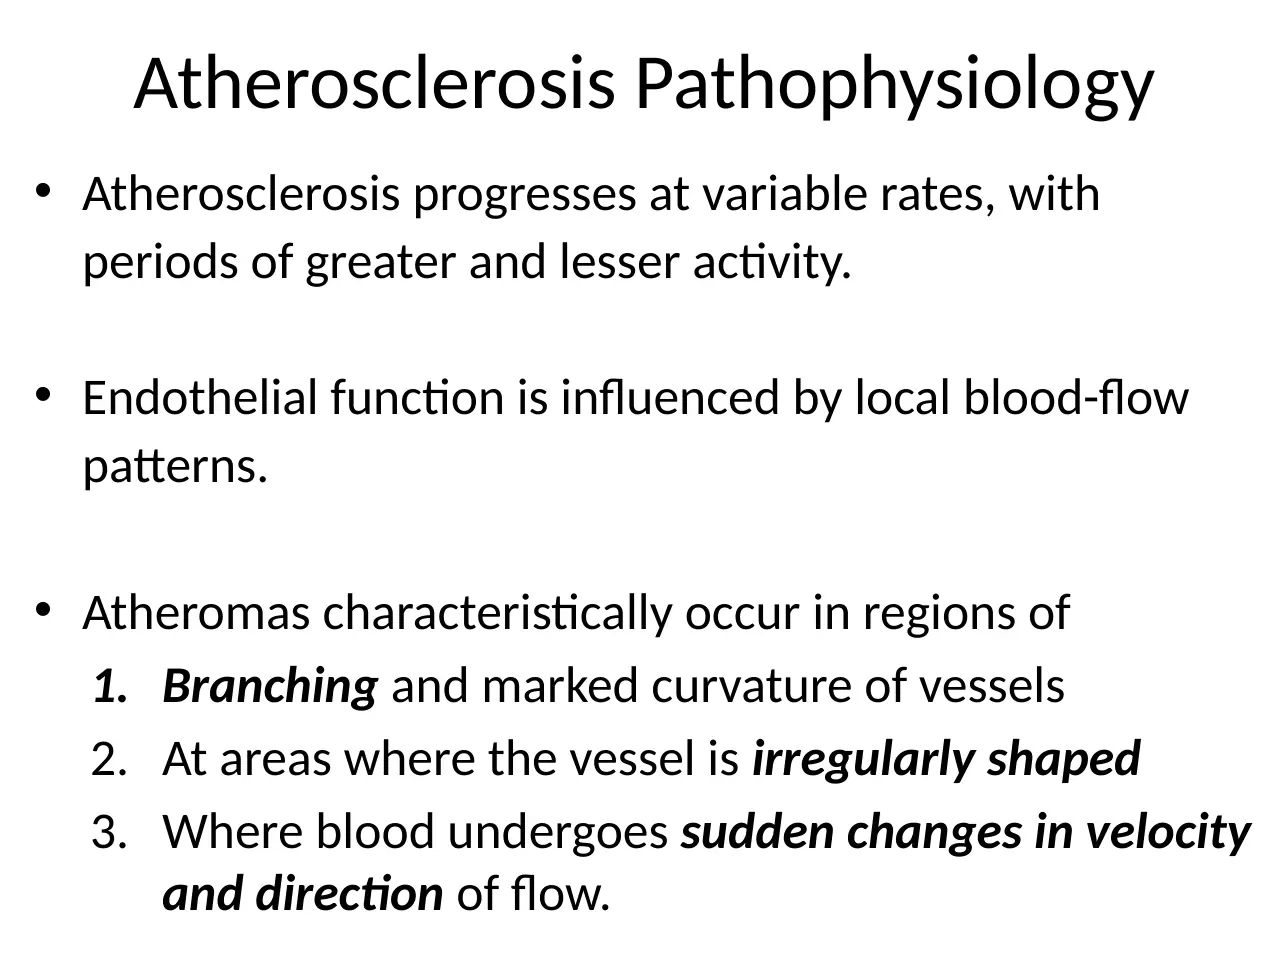 Atherosclerosis Pathophysiology
• Atherosclerosis progresses at variable rates, with
periods of greater and lesser activity.
• Endothelial function is influenced by local blood-flow
patterns.
• Atheromas characteristically occur in regions of
1. Branching and marked curvature of vessels
2. At areas where the vessel is irregularly shaped
3. Where blood undergoes sudden changes in velocity
and direction of flow.